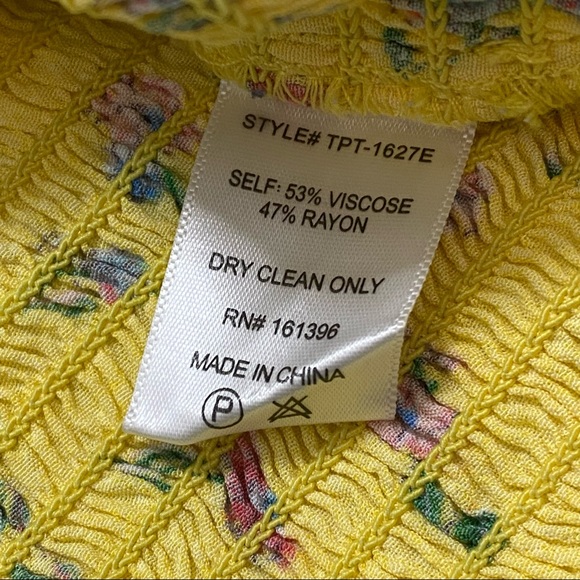 STYLE# TPT-1627E
SELF: 53% VISCOSE
47% RAYON
DRY CLEAN ONLY
RN# 161396
MADE IN CHINA
P